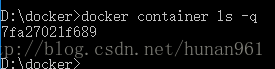 D:\docker>docker container ls -q
7fa27021f689
http://blog.csdn.net/hunan961
D:\docker>